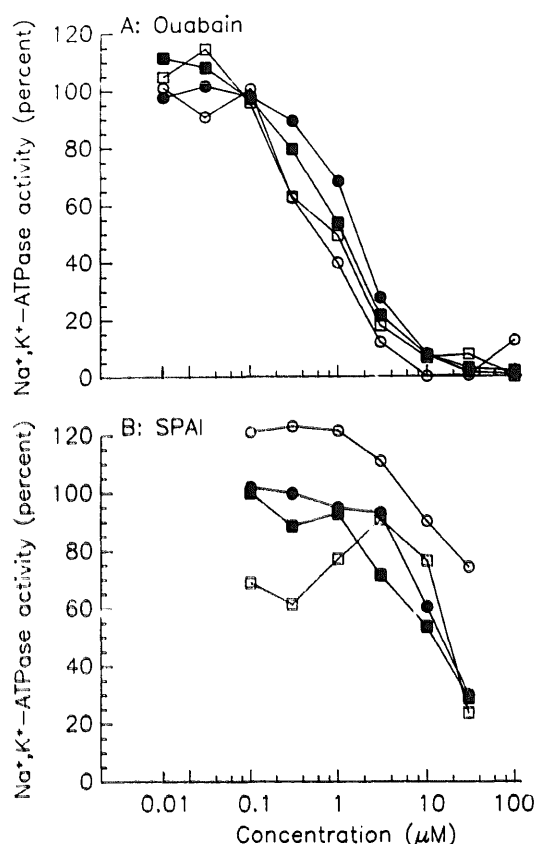 A: Ouabain
Na⁺,K⁺-ATPase activity (percent)
120
100
80
60
40
20
0
B: SPAI
Na⁺,K⁺-ATPase activity (percent)
120
100
80
60
40
20
0
0.01 0.1 1 10 100
Concentration (μM)